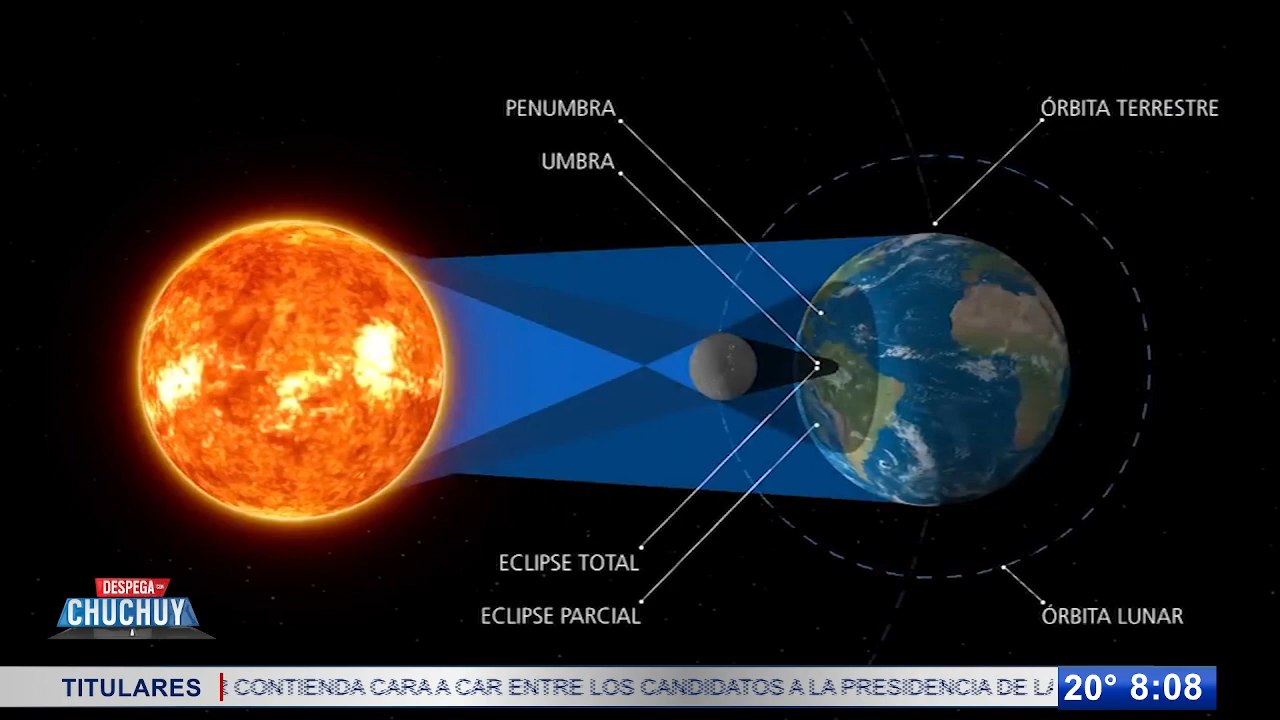 PENUMBRA
UMBRA
ÓRBITA TERRESTRE
ECLIPSE TOTAL
ECLIPSE PARCIAL
ÓRBITA LUNAR
DESPEGA CON
CHUCHUY
TITULARES
CONTIENDA CARA A CAR ENTRE LOS CANDIDATOS A LA PRESIDENCIA DE LA
20° 8:08